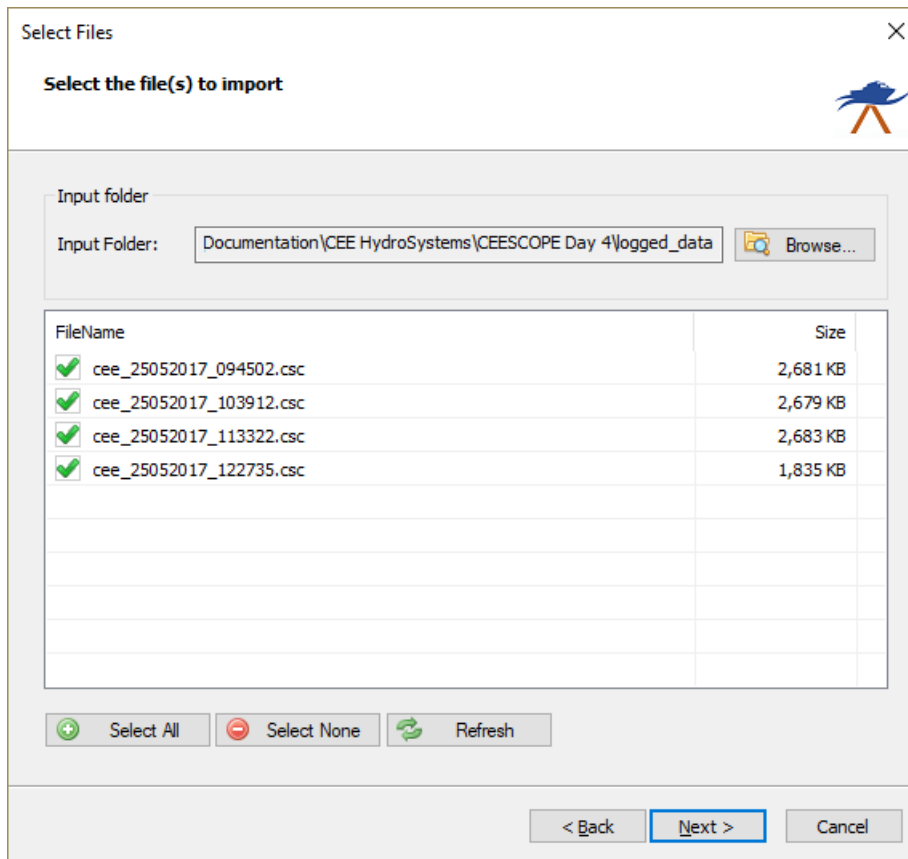 Select Files
Select the file(s) to import
Input folder
Input Folder: Documentation\CEE HydroSystems\CEESCOPE Day 4\logged_data Browse...
FileName Size
cee_25052017_094502.csc 2,681 KB
cee_25052017_103912.csc 2,679 KB
cee_25052017_113322.csc 2,683 KB
cee_25052017_122735.csc 1,835 KB
Select All Select None Refresh
< Back Next > Cancel